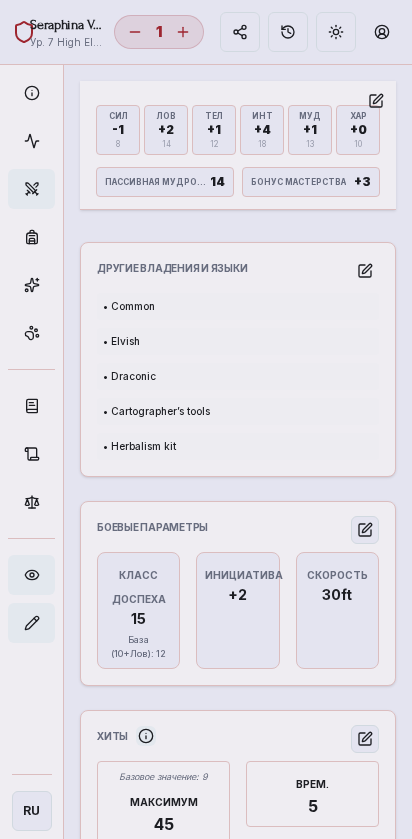 Seraphina V...
Ур. 7 High El...
1
СИЛ ЛОВ ТЕЛ ИНТ МУД ХАР
-1 +2 +1 +4 +1 +0
8 14 12 18 13 10
ПАССИВНАЯ МУДРО... 14 БОНУС МАСТЕРСТВА +3
ДРУГИЕ ВЛАДЕНИЯ И ЯЗЫКИ
• Common
• Elvish
• Draconic
• Cartographer's tools
• Herbalism kit
БОЕВЫЕ ПАРАМЕТРЫ
КЛАСС
ДОСПЕХА
15
База
(10+Лов): 12
ИНИЦИАТИВА
+2
СКОРОСТЬ
30ft
ХИТЫ
Базовое значение: 9
МАКСИМУМ
45
ВРЕМ.
5
RU